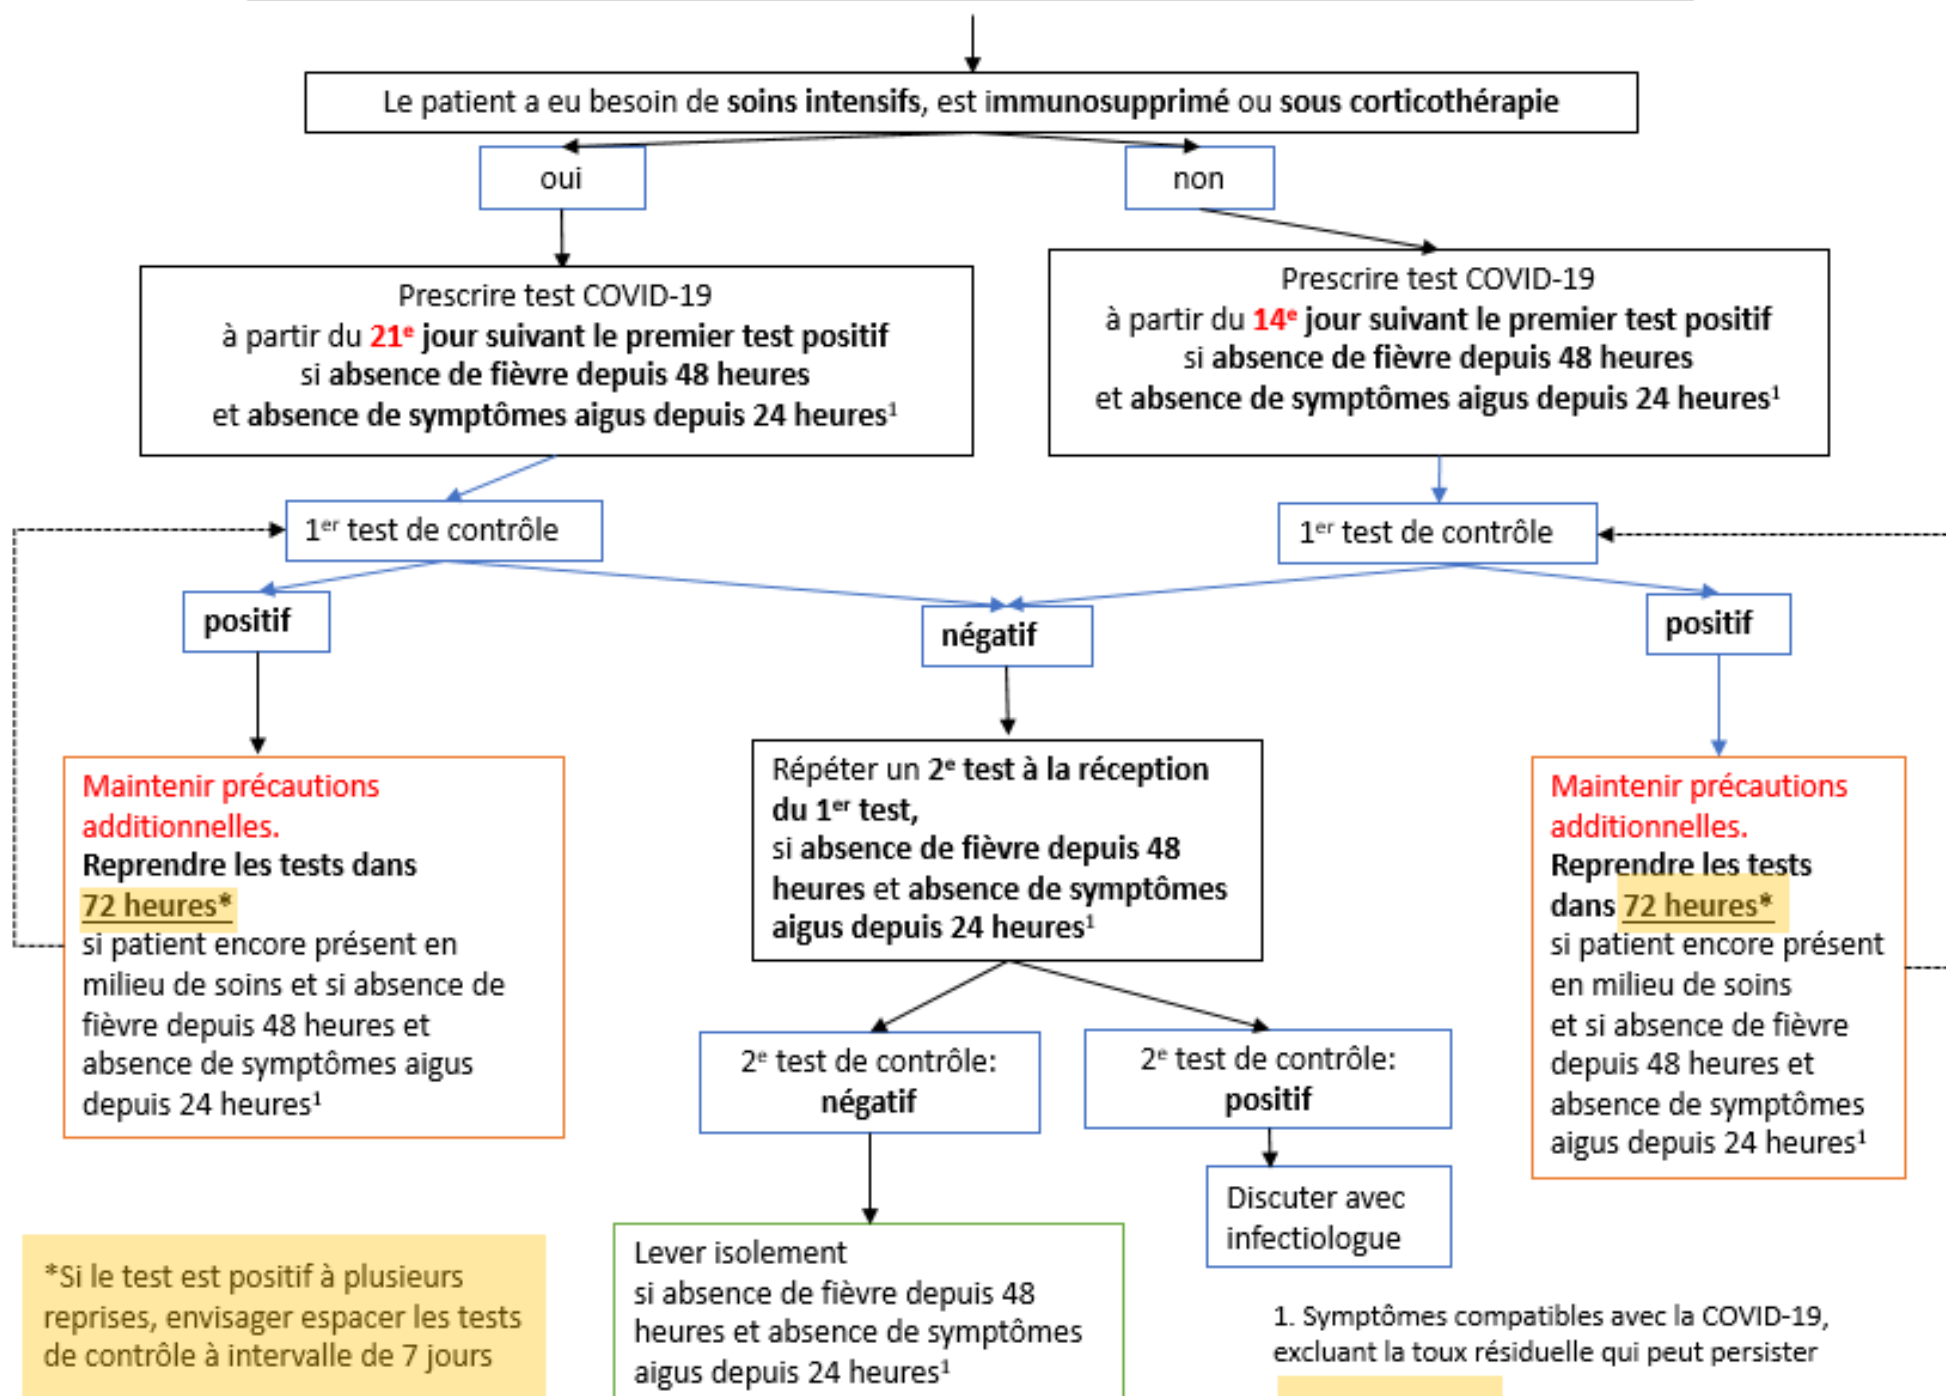 Le patient a eu besoin de soins intensifs, est immunosupprimé ou sous corticothérapie
oui
non
Prescrire test COVID-19
à partir du 21e jour suivant le premier test positif
si absence de fièvre depuis 48 heures
et absence de symptômes aigus depuis 24 heures¹
Prescrire test COVID-19
à partir du 14e jour suivant le premier test positif
si absence de fièvre depuis 48 heures
et absence de symptômes aigus depuis 24 heures¹
1er test de contrôle
1er test de contrôle
positif
négatif
positif
Maintenir précautions
additionnelles.
Reprendre les tests dans
72 heures*
si patient encore présent en
milieu de soins et si absence de
fièvre depuis 48 heures et
absence de symptômes aigus
depuis 24 heures¹
Répéter un 2e test à la réception
du 1er test,
si absence de fièvre depuis 48
heures et absence de symptômes
aigus depuis 24 heures¹
Maintenir précautions
additionnelles.
Reprendre les tests
dans 72 heures*
si patient encore présent
en milieu de soins
et si absence de fièvre
depuis 48 heures et
absence de symptômes
aigus depuis 24 heures¹
2e test de contrôle:
négatif
2e test de contrôle:
positif
Discuter avec
infectiologue
Lever isolement
si absence de fièvre depuis 48
heures et absence de symptômes
aigus depuis 24 heures¹
*Si le test est positif à plusieurs
reprises, envisager espacer les tests
de contrôle à intervalle de 7 jours
1. Symptômes compatibles avec la COVID-19,
excluant la toux résiduelle qui peut persister